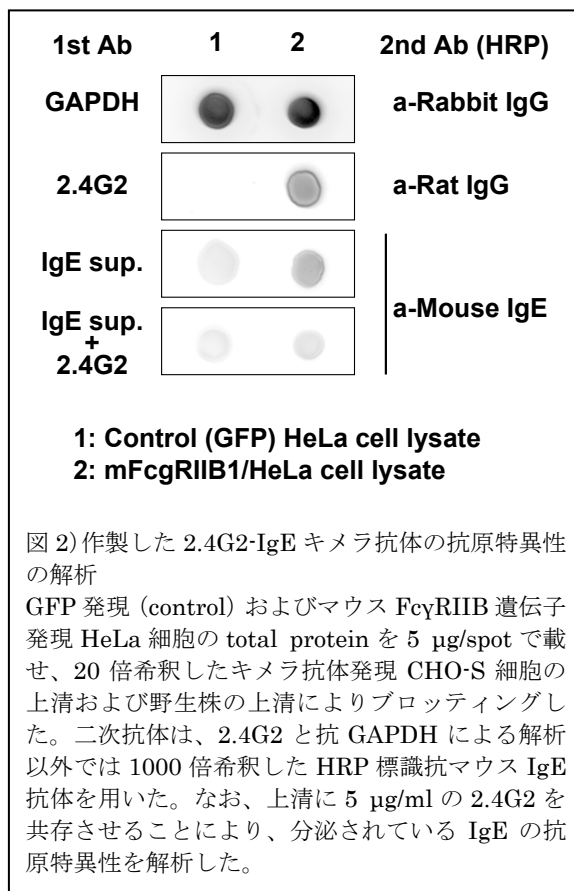 1st Ab 1 2 2nd Ab (HRP)
GAPDH a-Rabbit IgG
2.4G2 a-Rat IgG
IgE sup.
a-Mouse IgE
IgE sup.
+
2.4G2
1: Control (GFP) HeLa cell lysate
2: mFcgRIIB1/HeLa cell lysate
図 2)作製した 2.4G2-IgE キメラ抗体の抗原特異性
の解析
GFP 発現 (control) およびマウス FcγRIIB 遺伝子
発現 HeLa 細胞の total protein を 5 μg/spot で載
せ、20 倍希釈したキメラ抗体発現 CHO-S 細胞の
上清および野生株の上清によりブロッティングし
た。二次抗体は、2.4G2 と抗 GAPDH による解析
以外では 1000 倍希釈した HRP 標識抗マウス IgE
抗体を用いた。なお、上清に 5 μg/ml の 2.4G2 を
共存させることにより、分泌されている IgE の抗
原特異性を解析した。